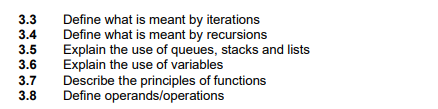 3.3 Define what is meant by iterations
3.4 Define what is meant by recursions
3.5 Explain the use of queues, stacks and lists
3.6 Explain the use of variables
3.7 Describe the principles of functions
3.8 Define operands/operations